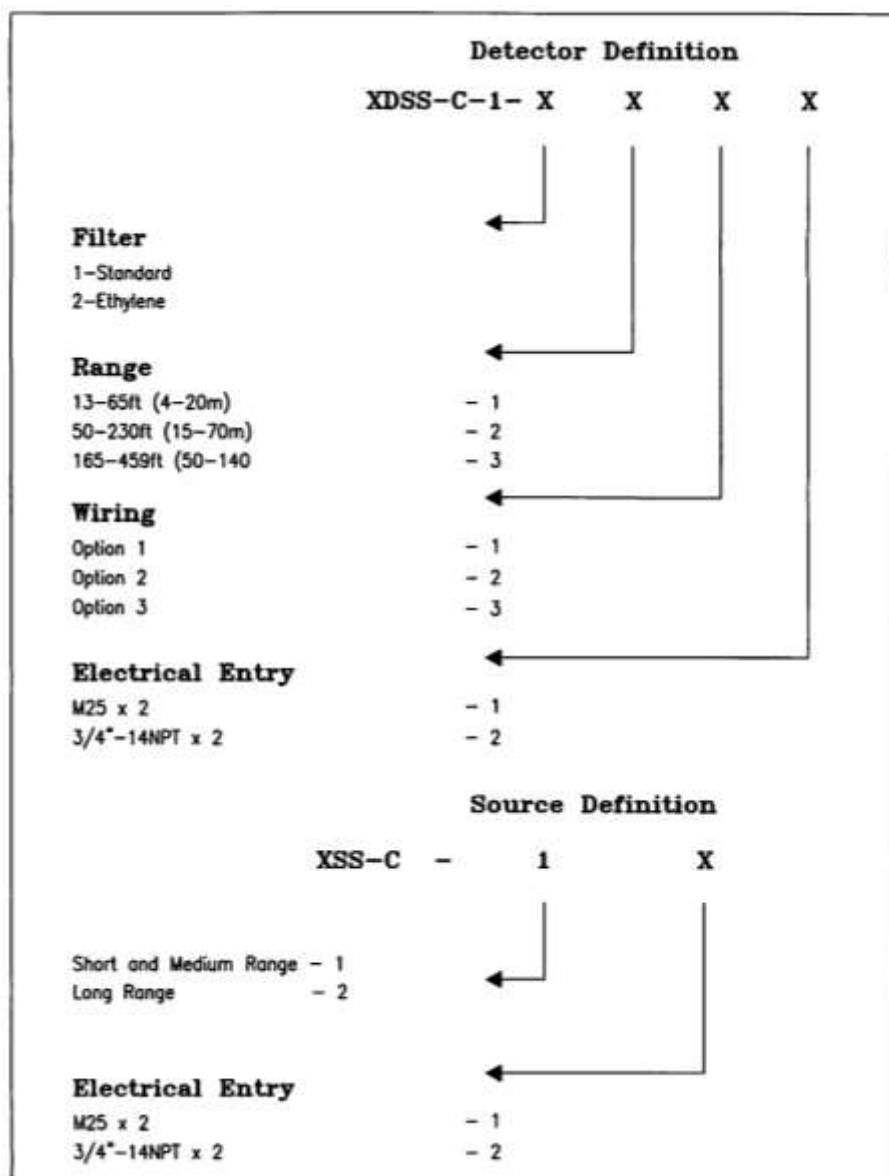 Detector Definition
XDSS-C-1- X X X X
Filter
1-Standard
2-Ethylene
Range
13-65ft (4-20m) - 1
50-230ft (15-70m) - 2
165-459ft (50-140 - 3
Wiring
Option 1 - 1
Option 2 - 2
Option 3 - 3
Electrical Entry
M25 x 2 - 1
3/4"-14NPT x 2 - 2
Source Definition
XSS-C - 1 X
Short and Medium Range - 1
Long Range - 2
Electrical Entry
M25 x 2 - 1
3/4"-14NPT x 2 - 2